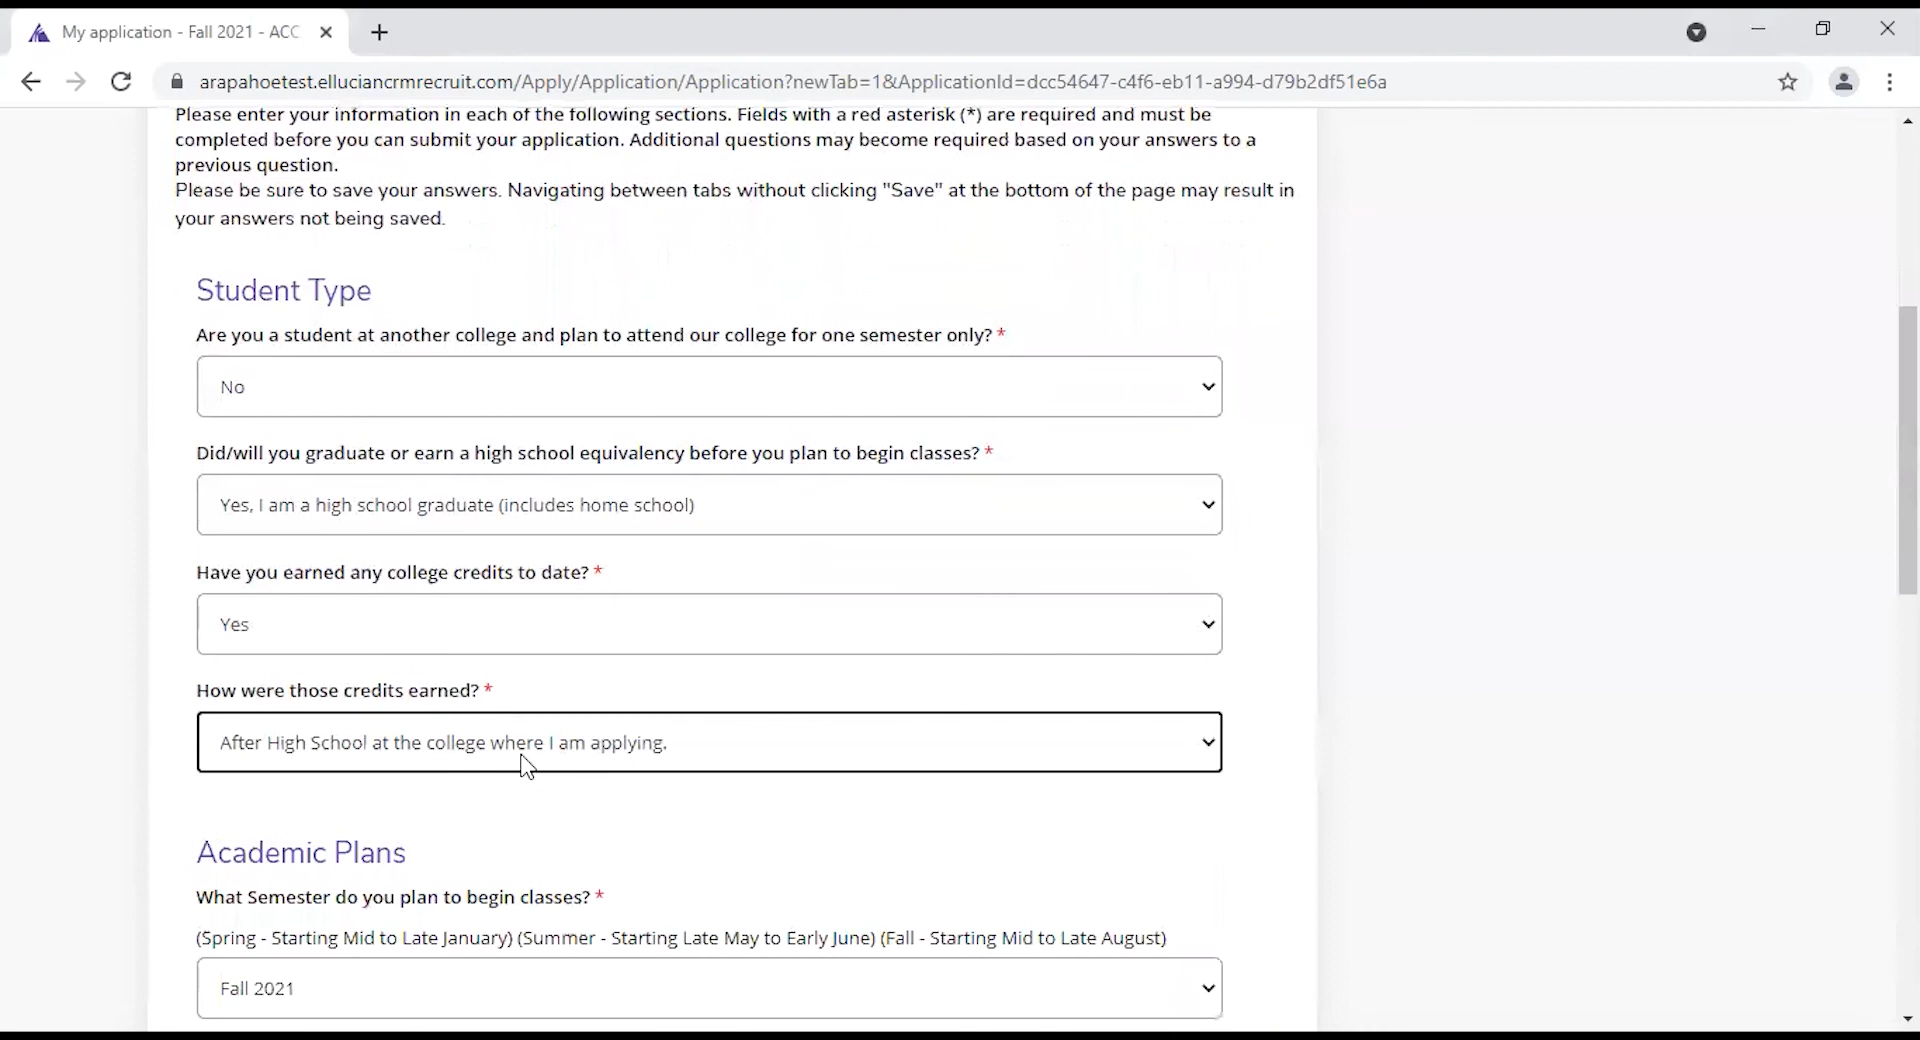 My application - Fall 2021 - ACC
arapahoetest.elluciancrmrecruit.com/Apply/Application/Application?newTab=1&ApplicationId=dcc54647-c4f6-eb11-a994-d79b2df51e6a
Please enter your information in each of the following sections. Fields with a red asterisk (*) are required and must be
completed before you can submit your application. Additional questions may become required based on your answers to a
previous question.
Please be sure to save your answers. Navigating between tabs without clicking "Save" at the bottom of the page may result in
your answers not being saved.
Student Type
Are you a student at another college and plan to attend our college for one semester only? *
No
Did/will you graduate or earn a high school equivalency before you plan to begin classes? *
Yes, I am a high school graduate (includes home school)
Have you earned any college credits to date? *
Yes
How were those credits earned? *
After High School at the college where I am applying.
Academic Plans
What Semester do you plan to begin classes? *
(Spring - Starting Mid to Late January) (Summer - Starting Late May to Early June) (Fall - Starting Mid to Late August)
Fall 2021